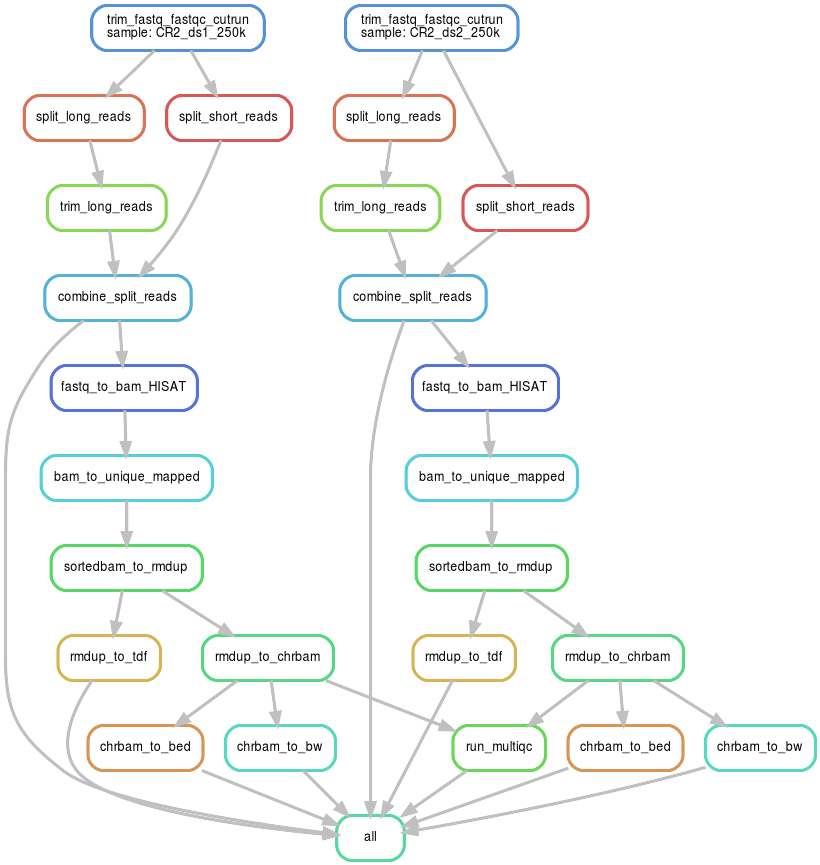 trim_fastq_fastqc_cutrun
sample: CR2_ds1_250k
trim_fastq_fastqc_cutrun
sample: CR2_ds2_250k
split_long_reads
split_short_reads
split_long_reads
trim_long_reads
trim_long_reads
split_short_reads
combine_split_reads
combine_split_reads
fastq_to_bam_HISAT
fastq_to_bam_HISAT
bam_to_unique_mapped
bam_to_unique_mapped
sortedbam_to_rmdup
sortedbam_to_rmdup
rmdup_to_tdf
rmdup_to_chrbam
rmdup_to_tdf
rmdup_to_chrbam
chrbam_to_bed
chrbam_to_bw
run_multiqc
chrbam_to_bed
chrbam_to_bw
all